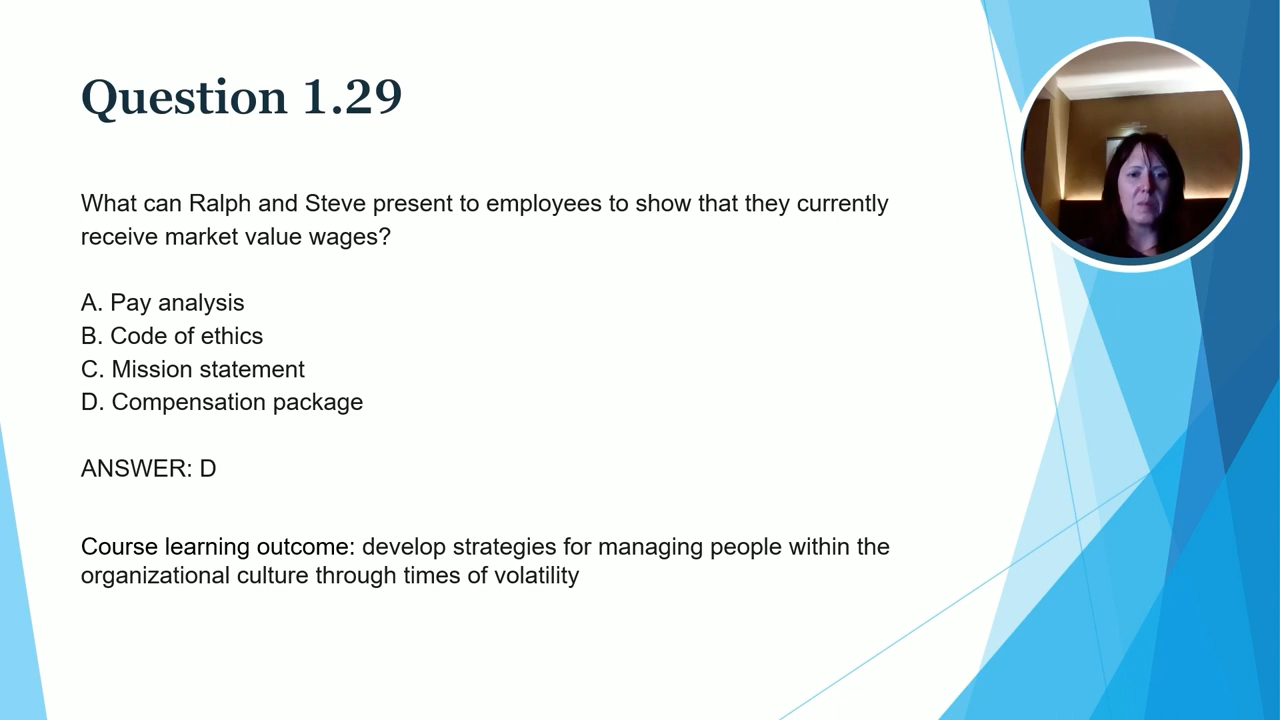 Question 1.29
What can Ralph and Steve present to employees to show that they currently
receive market value wages?
A. Pay analysis
B. Code of ethics
C. Mission statement
D. Compensation package
ANSWER: D
Course learning outcome: develop strategies for managing people within the
organizational culture through times of volatility